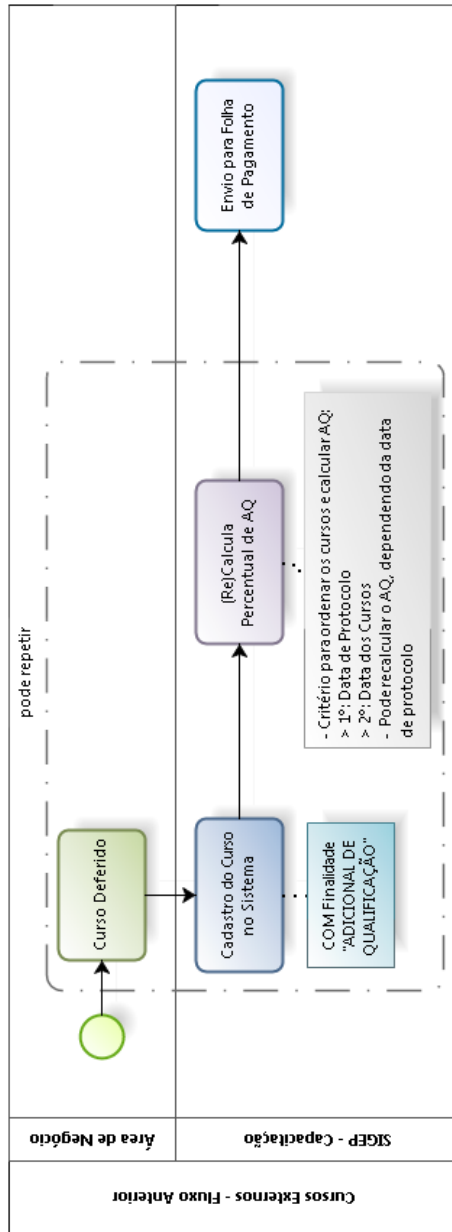 Cursos Externos - Fluxo Anterior
Área de Negócio
SIGEP - Capacitação
pode repetir
Curso Deferido
Cadastro do Curso
no Sistema
COM Finalidade
"ADICIONAL DE
QUALIFICAÇÃO"
(Re)Calcula
Percentual de AQ
- Critério para ordenar os cursos e calcular AQ:
> 1º: Data de Protocolo
> 2º: Data dos Cursos
- Pode recalcular o AQ, dependendo da data
de protocolo
Envio para Folha
de Pagamento